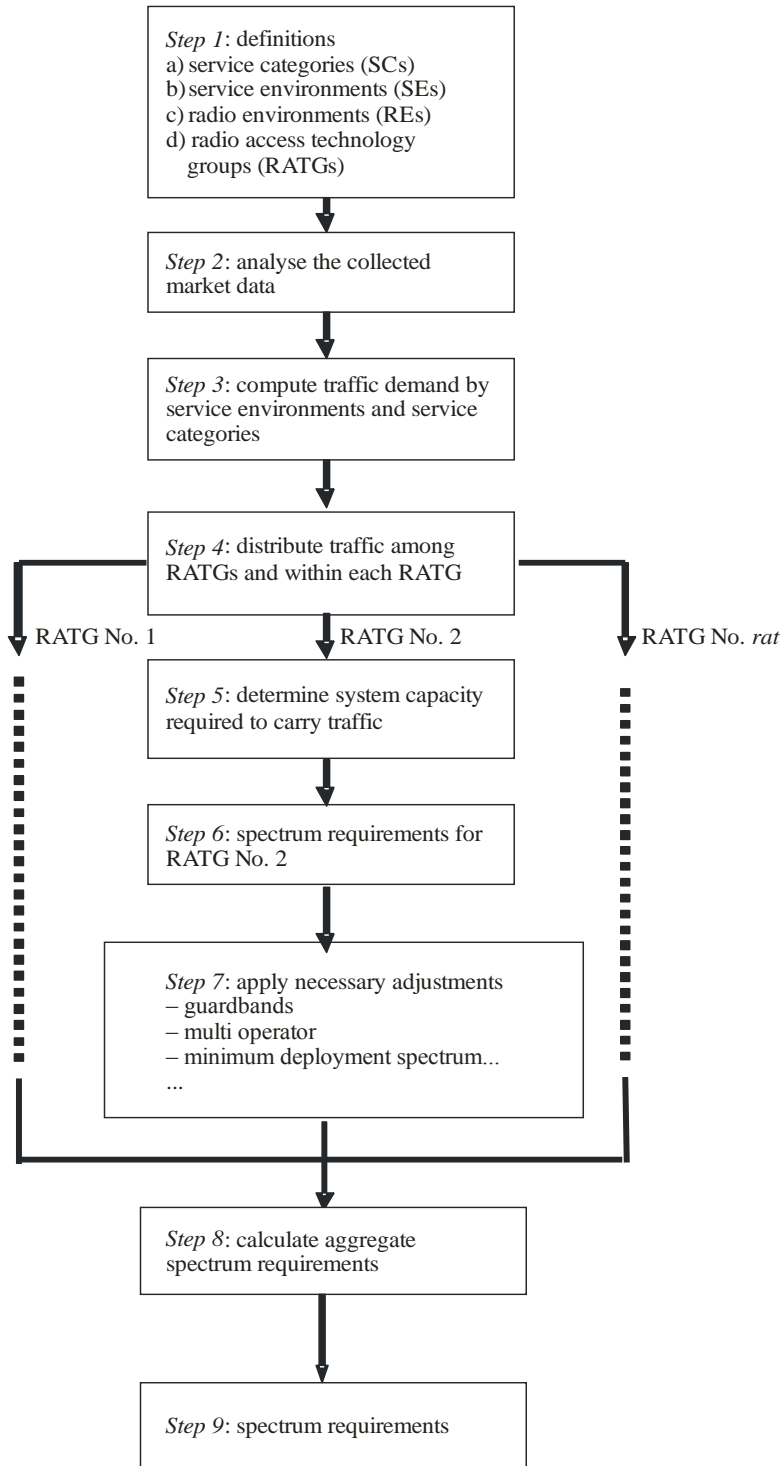 Step 1: definitions
a) service categories (SCs)
b) service environments (SEs)
c) radio environments (REs)
d) radio access technology
groups (RATGs)
Step 2: analyse the collected
market data
Step 3: compute traffic demand by
service environments and service
categories
Step 4: distribute traffic among
RATGs and within each RATG
RATG No. 1
RATG No. 2
RATG No. rat
Step 5: determine system capacity
required to carry traffic
Step 6: spectrum requirements for
RATG No. 2
Step 7: apply necessary adjustments
– guardbands
– multi operator
– minimum deployment spectrum...
...
Step 8: calculate aggregate
spectrum requirements
Step 9: spectrum requirements